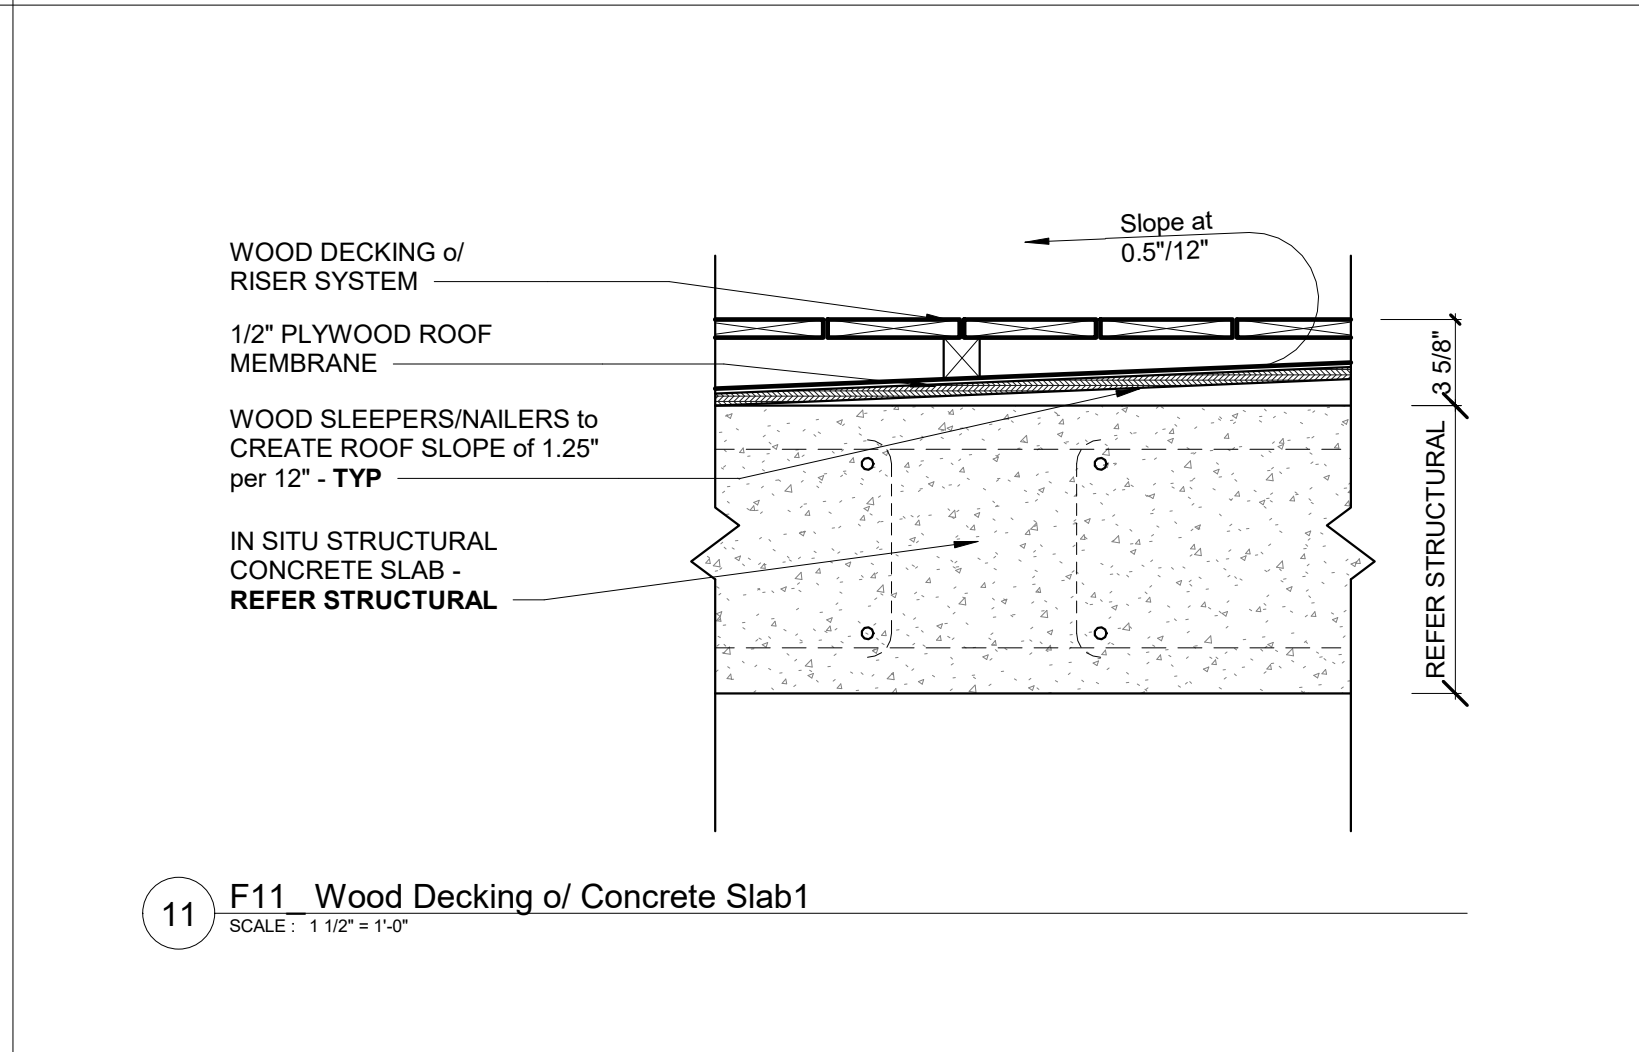 Slope at
0.5"/12"
WOOD DECKING o/
RISER SYSTEM
1/2" PLYWOOD ROOF
MEMBRANE
WOOD SLEEPERS/NAILERS to
CREATE ROOF SLOPE of 1.25"
per 12" - TYP
IN SITU STRUCTURAL
CONCRETE SLAB -
REFER STRUCTURAL
3 5/8"
REFER STRUCTURAL
11
F11_ Wood Decking o/ Concrete Slab1
SCALE : 1 1/2" = 1'-0"